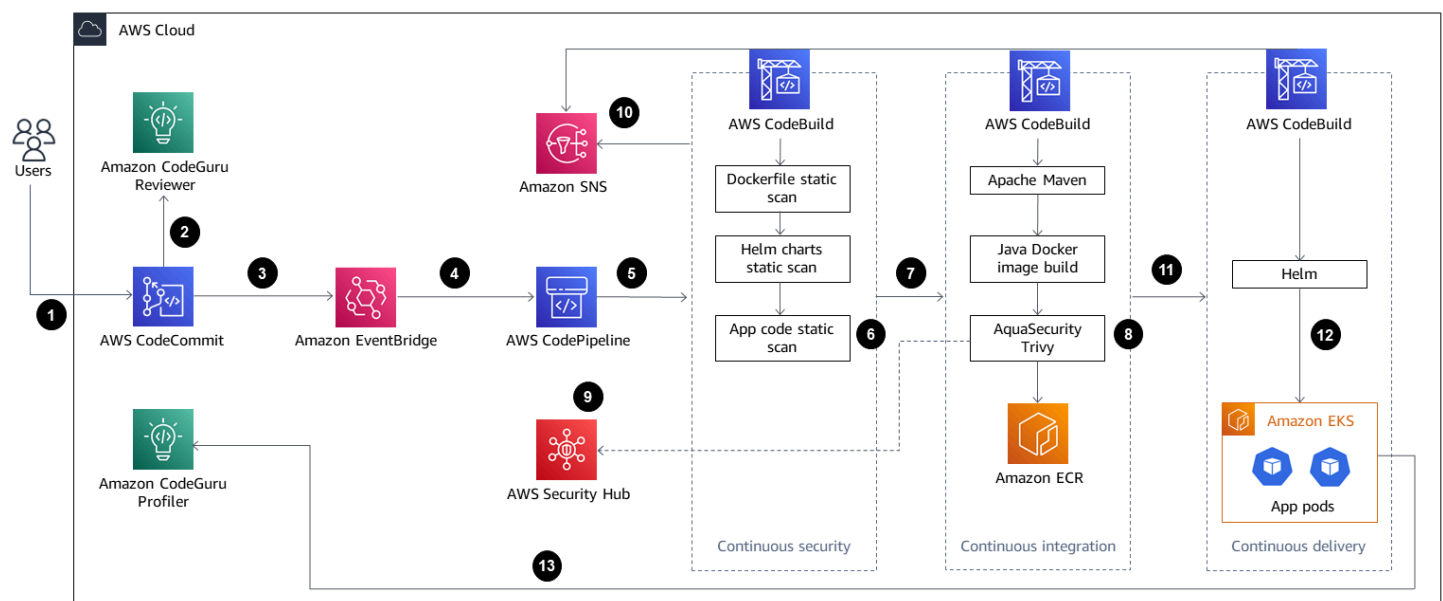 AWS Cloud
Users
Amazon CodeGuru
Reviewer
1
2
AWS CodeCommit
3
Amazon EventBridge
4
AWS CodePipeline
5
10
Amazon SNS
AWS CodeBuild
Dockerfile static
scan
Helm charts
static scan
App code static
scan
6
Continuous security
7
AWS CodeBuild
Apache Maven
Java Docker
image build
AquaSecurity
Trivy
8
Amazon ECR
Continuous integration
9
AWS Security Hub
11
AWS CodeBuild
Helm
12
Amazon EKS
App pods
Continuous delivery
13
Amazon CodeGuru
Profiler